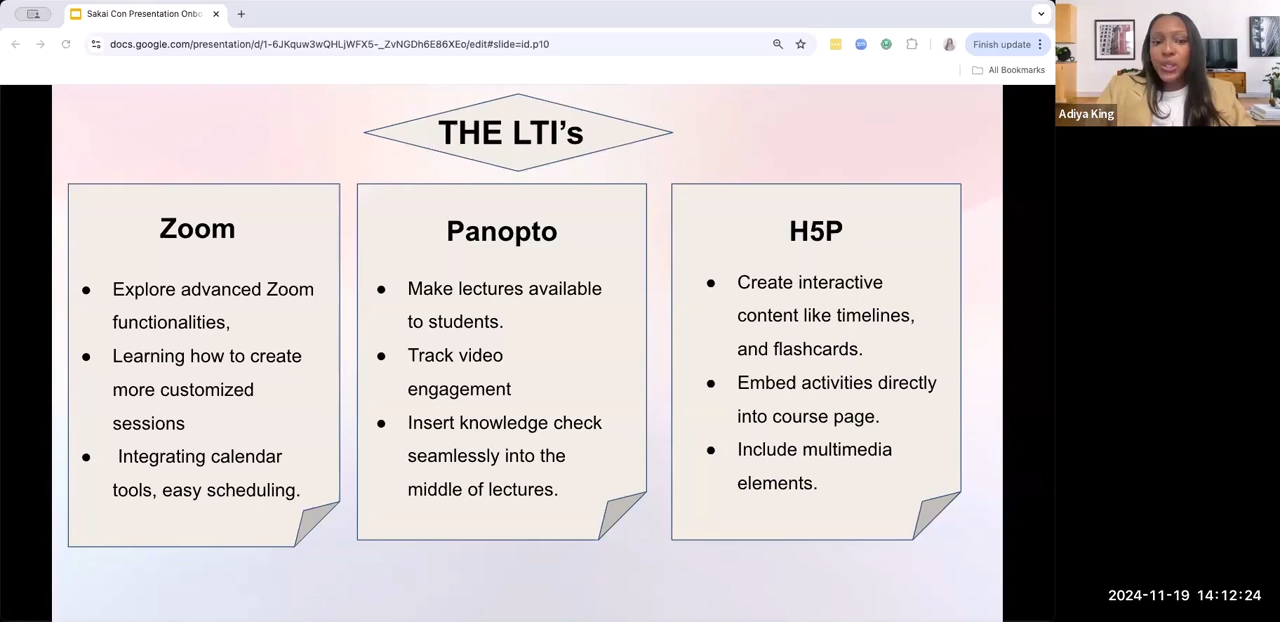 Sakai Con Presentation Onbo
docs.google.com/presentation/d/1-6JKquw3wQHLjWFX5-_ZvNGDh6E86XEo/edit#slide=id.p10
Finish update
All Bookmarks
Adiya King
THE LTI’s
Zoom
● Explore advanced Zoom
functionalities,
● Learning how to create
more customized
sessions
● Integrating calendar
tools, easy scheduling.
Panopto
● Make lectures available
to students.
● Track video
engagement
● Insert knowledge check
seamlessly into the
middle of lectures.
H5P
● Create interactive
content like timelines,
and flashcards.
● Embed activities directly
into course page.
● Include multimedia
elements.
2024-11-19 14:12:24